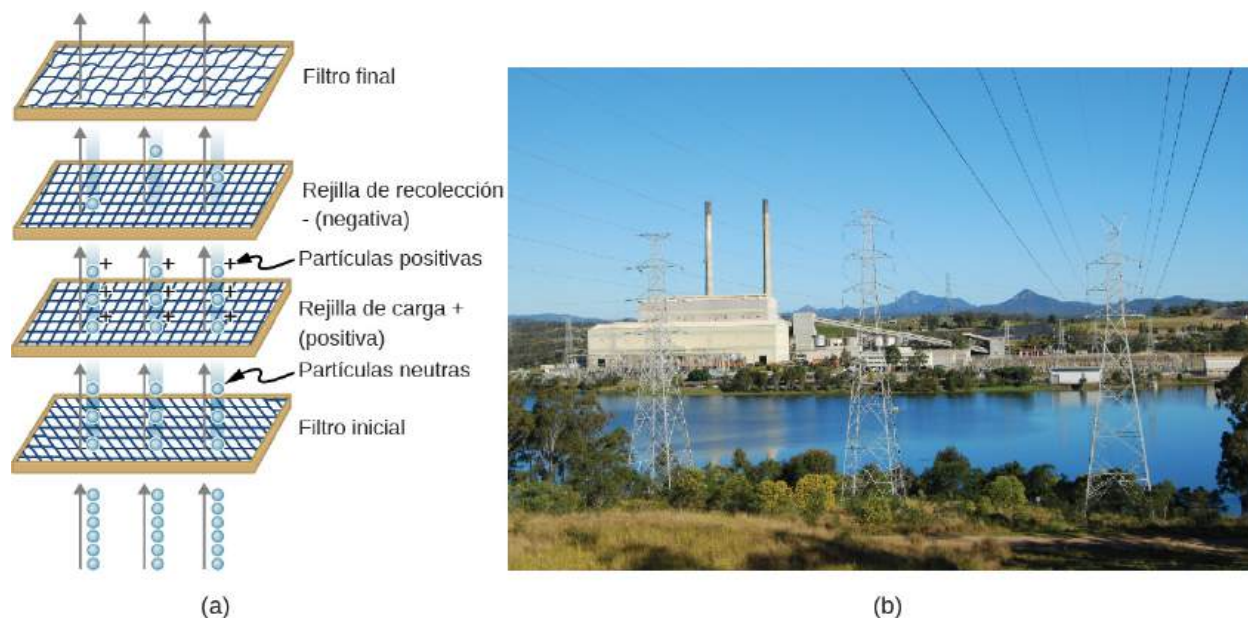 Filtro final
Rejilla de recolección
- (negativa)
Partículas positivas
Rejilla de carga +
(positiva)
Partículas neutras
Filtro inicial
(a)
(b)